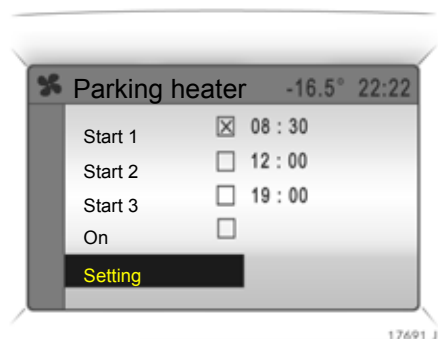 Parking heater -16.5° 22:22
Start 1 ☒ 08 : 30
Start 2 ☐ 12 : 00
Start 3 ☐ 19 : 00
On ☐
Setting
17691 J